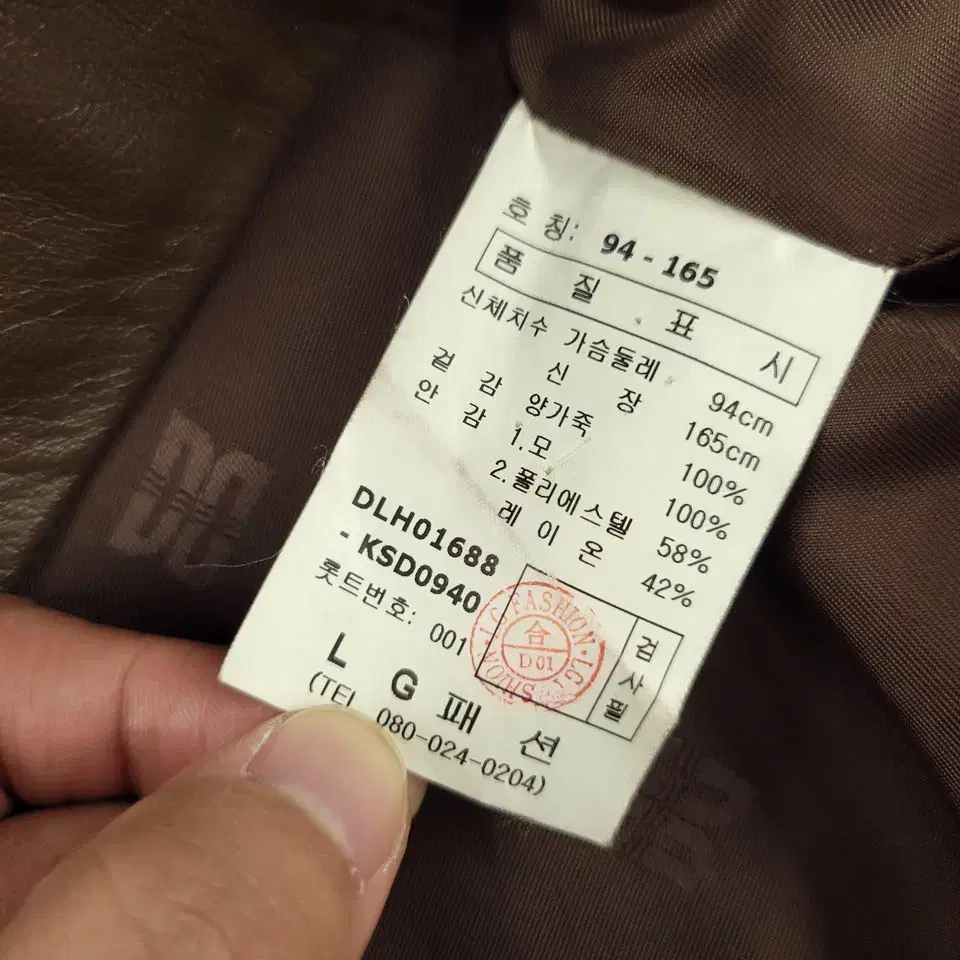 호 칭: 94 - 165
품 질 표 시
신체치수 가슴둘레 94cm
신 장 165cm
겉 감 양가죽 100%
안 감 1.모 100%
2.폴리에스텔 58%
레 이 온 42%
DLH01688
- KSD0940
롯트번호: 001
검사필
LG FASHION · LG FASHION
合
D01
L G 패 션
(TEL 080-024-0204)